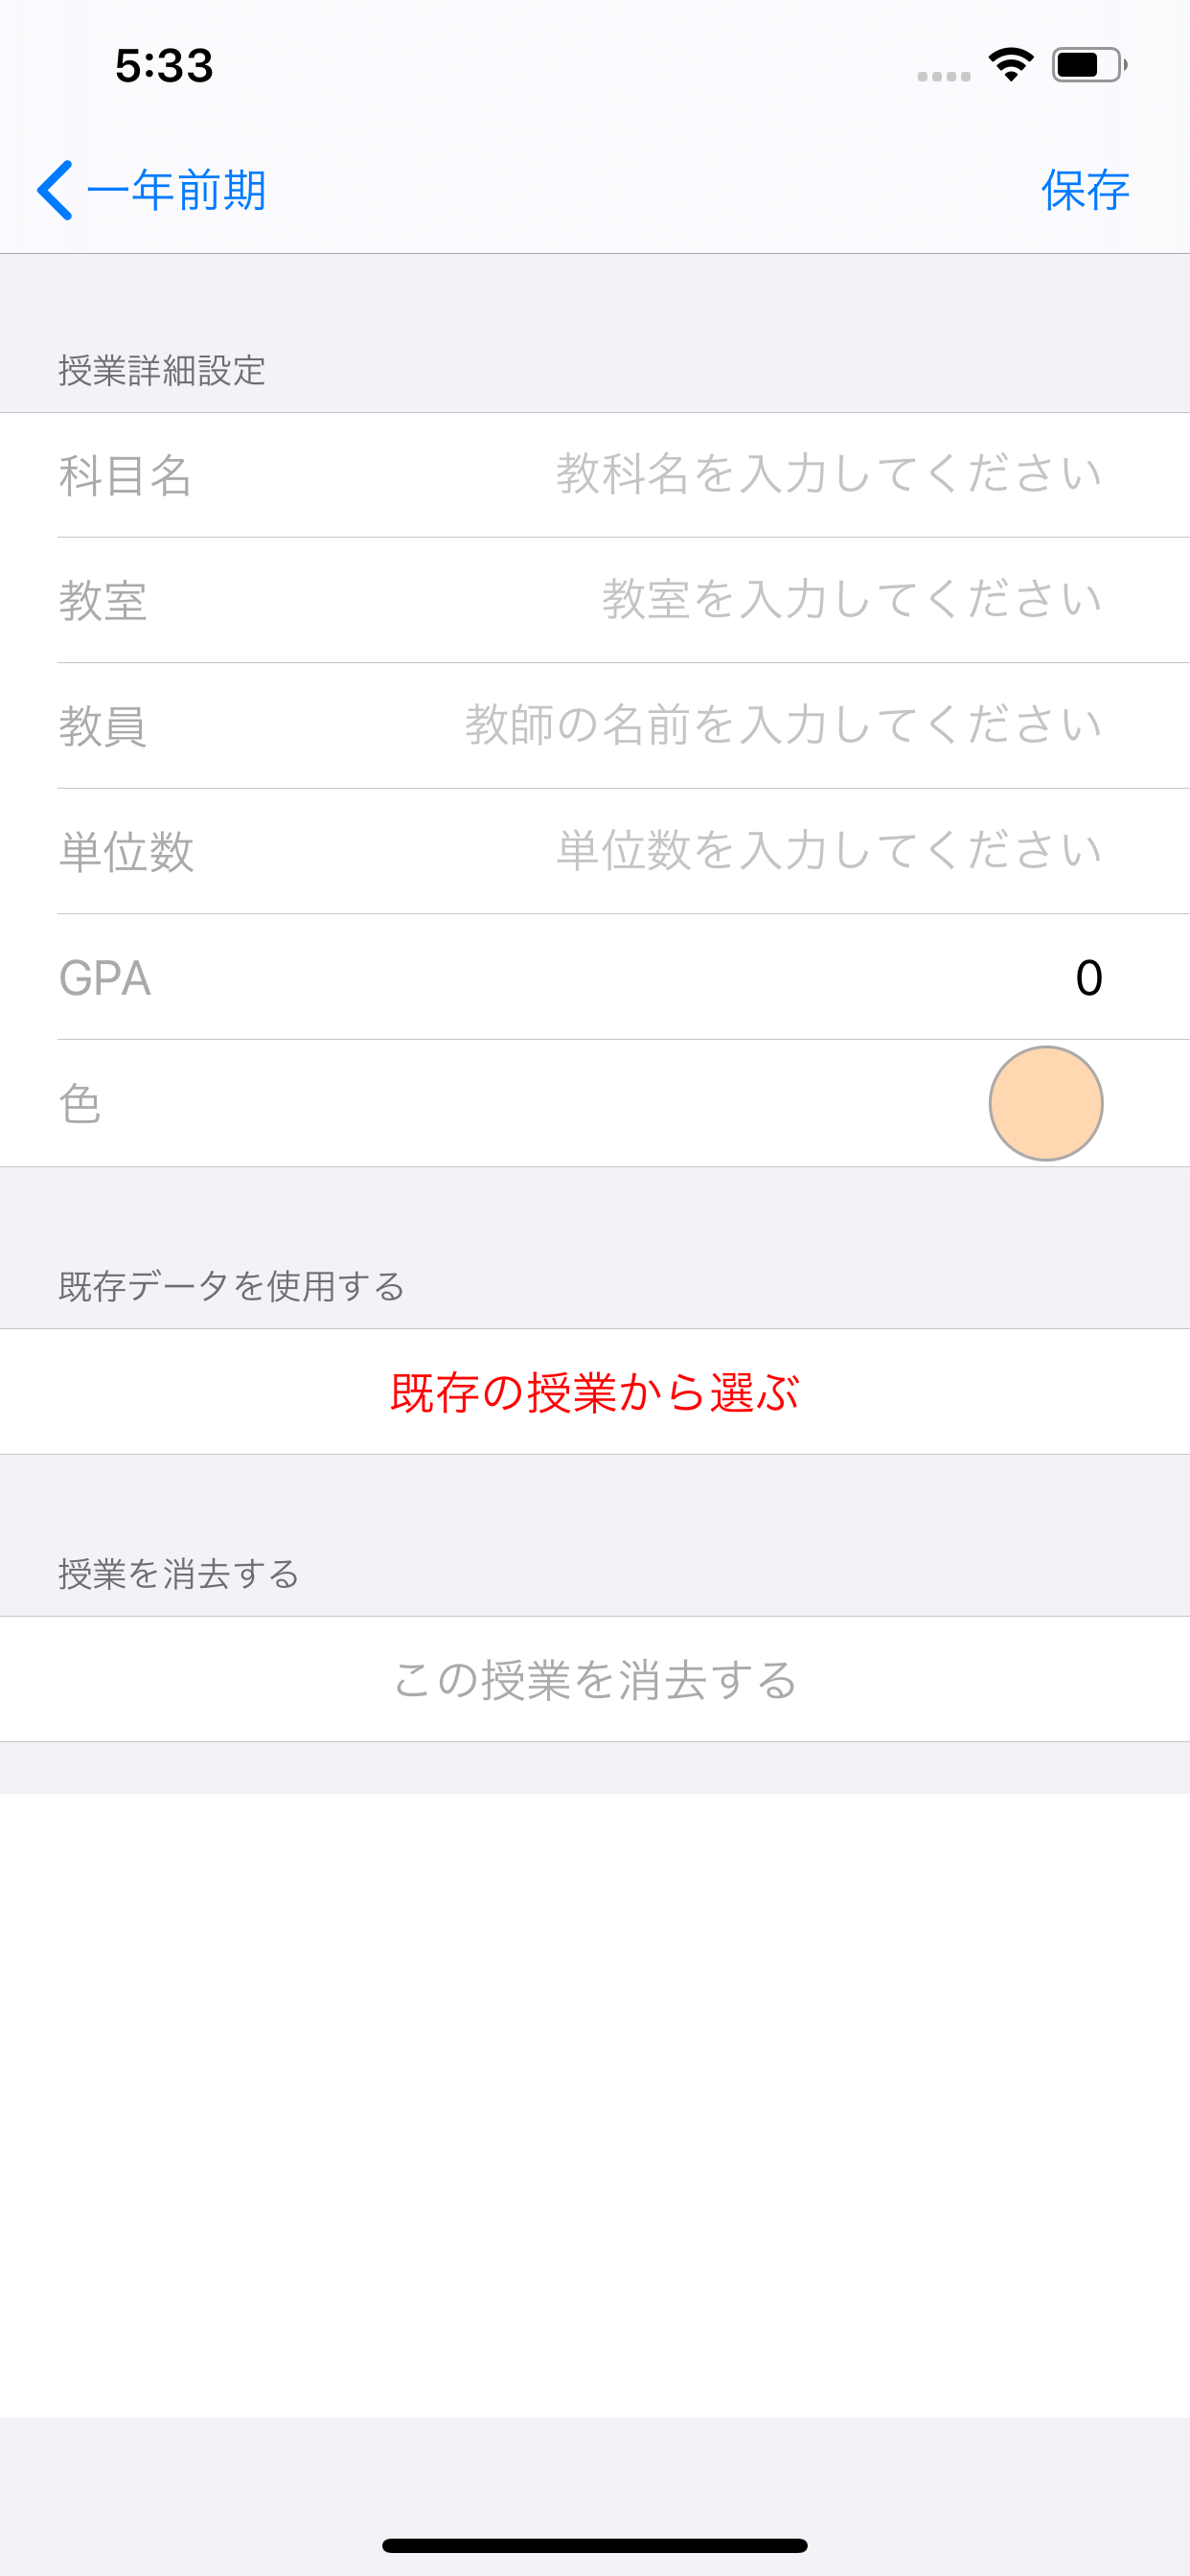 5:33
一年前期
保存
授業詳細設定
科目名 教科名を入力してください
教室 教室を入力してください
教員 教師の名前を入力してください
単位数 単位数を入力してください
GPA 0
色
既存データを使用する
既存の授業から選ぶ
授業を消去する
この授業を消去する